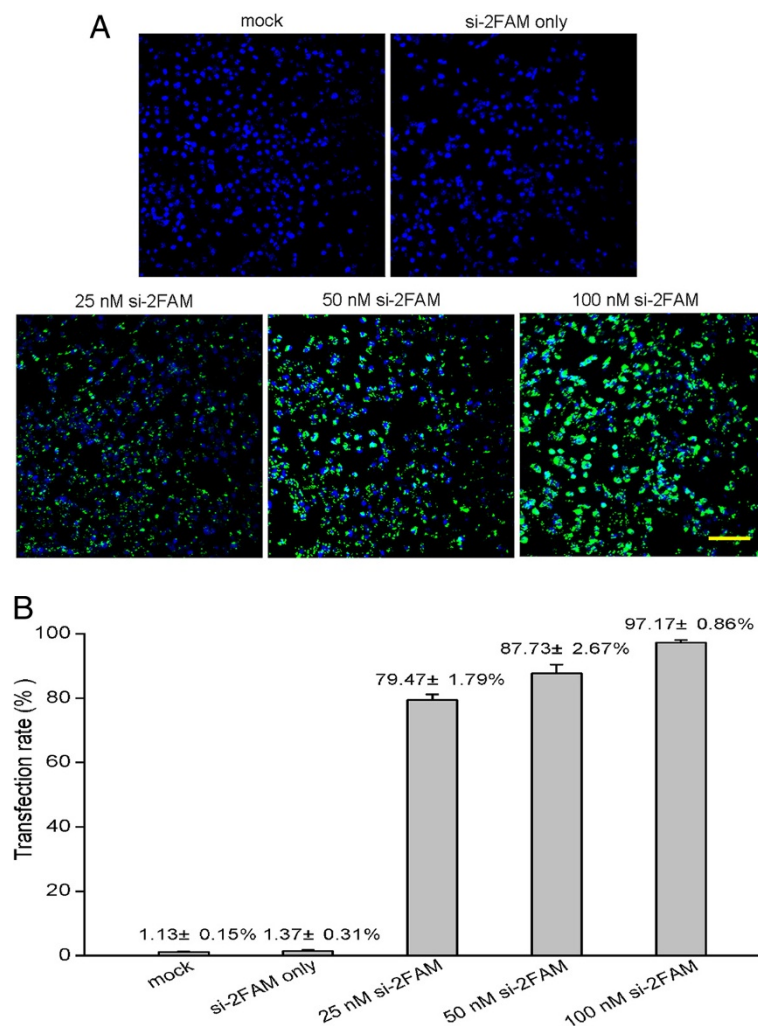 A
mock
si-2FAM only
25 nM si-2FAM
50 nM si-2FAM
100 nM si-2FAM
B
Transfection rate (%)
100
80
60
40
20
0
1.13± 0.15%
1.37± 0.31%
79.47± 1.79%
87.73± 2.67%
97.17± 0.86%
mock
si-2FAM only
25 nM si-2FAM
50 nM si-2FAM
100 nM si-2FAM